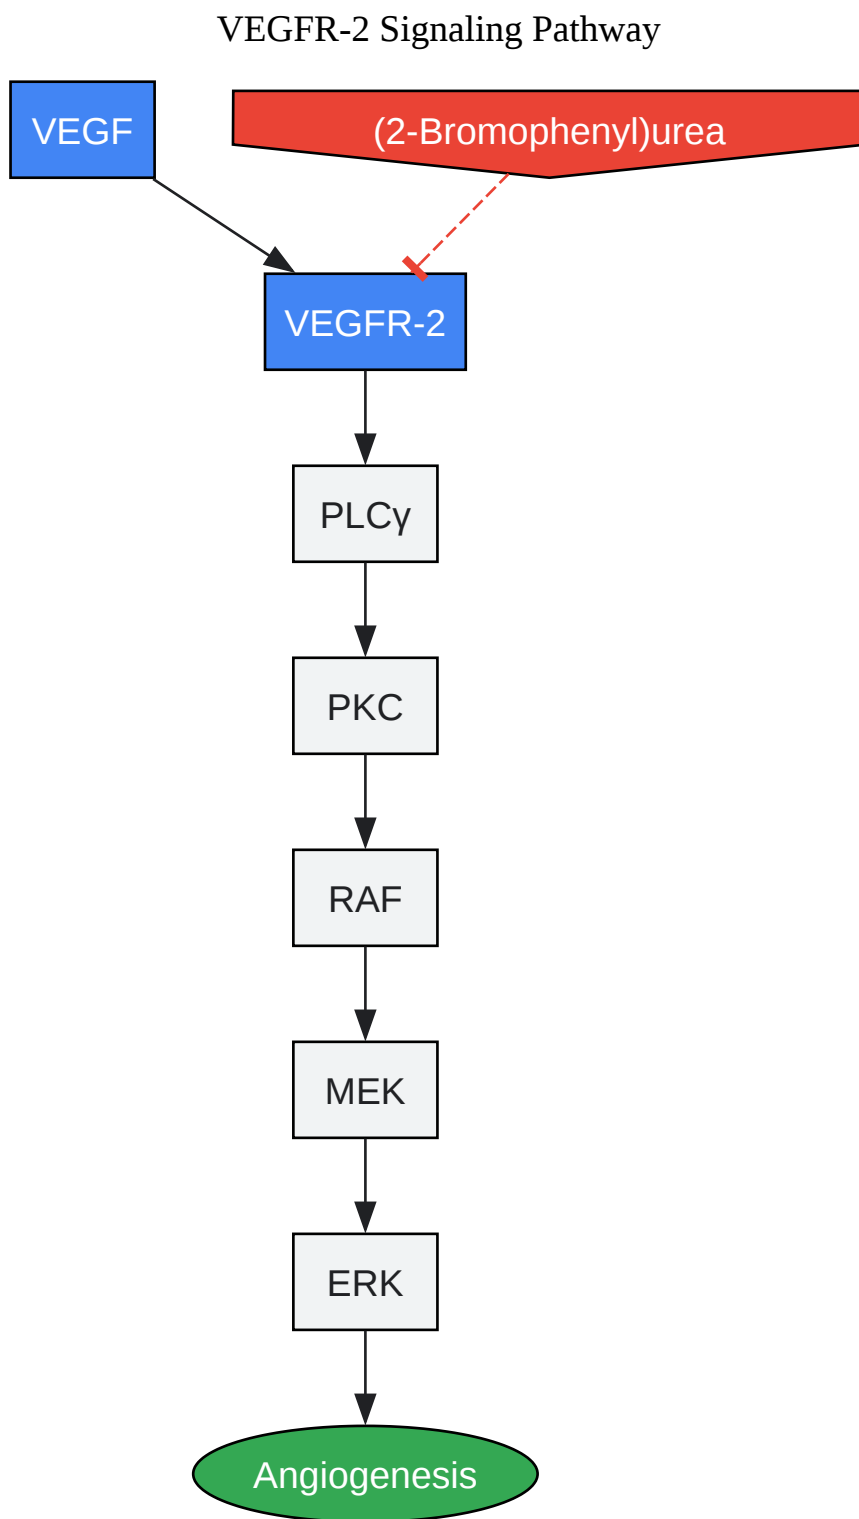 VEGFR-2 Signaling Pathway
VEGF
(2-Bromophenyl)urea
VEGFR-2
PLCγ
PKC
RAF
MEK
ERK
Angiogenesis